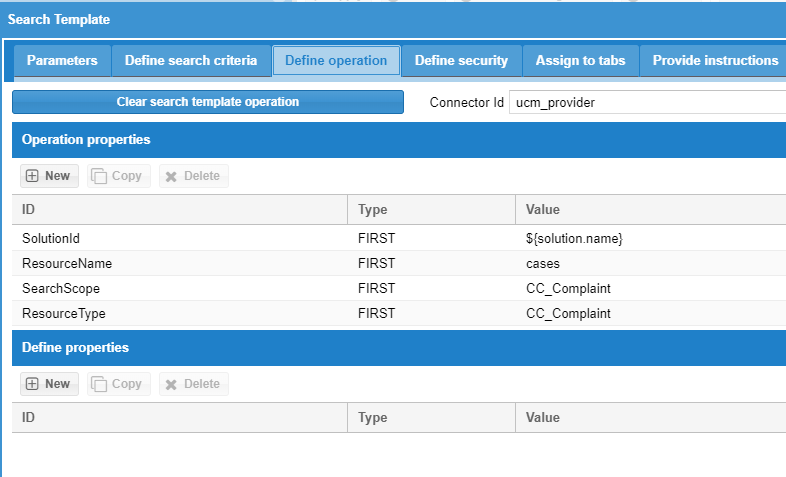 Search Template
Parameters Define search criteria Define operation Define security Assign to tabs Provide instructions
Clear search template operation Connector Id ucm_provider
Operation properties
New Copy Delete
ID Type Value
SolutionId FIRST ${solution.name}
ResourceName FIRST cases
SearchScope FIRST CC_Complaint
ResourceType FIRST CC_Complaint
Define properties
New Copy Delete
ID Type Value